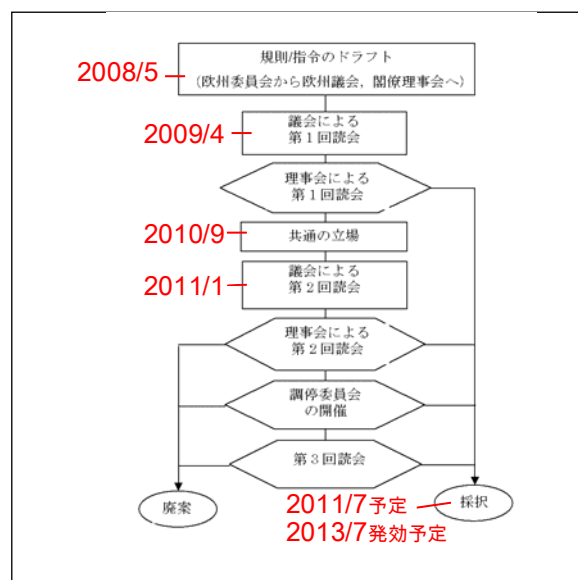 規則/指令のドラフト
2008/5
(欧州委員会から欧州議会，閣僚理事会へ)
議会による
2009/4
第１回読会
理事会による
第１回読会
2010/9
共通の立場
議会による
2011/1
第２回読会
理事会による
第２回読会
調停委員会
の開催
第３回読会
廃案
2011/7予定
採択
2013/7発効予定